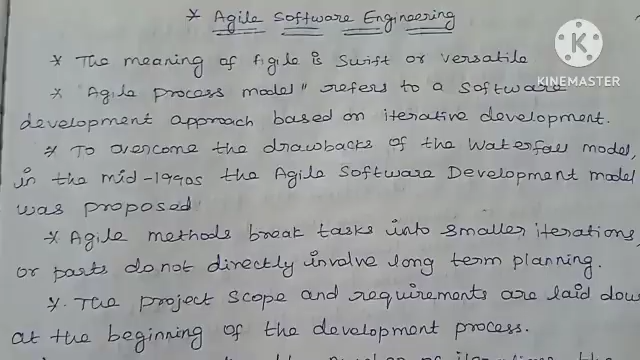 * Agile Software Engineering
* The meaning of Agile is swift or versatile
* "Agile process model" refers to a software
development approach based on iterative development.
* To overcome the drawbacks of the Waterfall model,
in the mid-1990s the Agile Software Development model
was proposed
* Agile methods break tasks into smaller iterations,
or parts do not directly involve long term planning.
* The project scope and requirements are laid down
at the beginning of the development process.
KINEMASTER